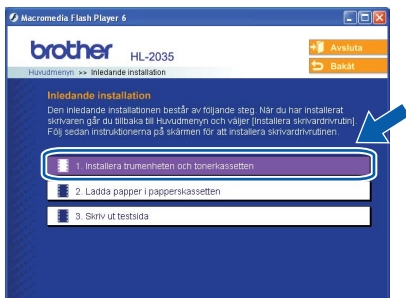 Macromedia Flash Player 6
brother HL-2035
Avsluta
Bakåt
Huvudmenyn >> Inledande installation
Inledande installation
Den inledande installationen består av följande steg. När du har installerat
skrivaren går du tillbaka till Huvudmenyn och väljer [Installera skrivardrivrutin].
Följ sedan instruktionerna på skärmen för att installera skrivardrivrutinen.
1. Installera trumenheten och tonerkassetten
2. Ladda papper i papperskassetten
3. Skriv ut testsida